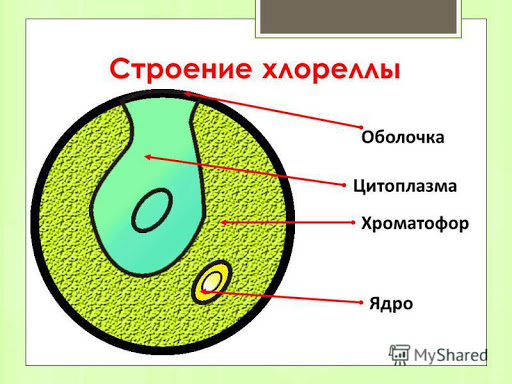 Строение хлореллы
Оболочка
Цитоплазма
Хроматофор
Ядро
MyShared